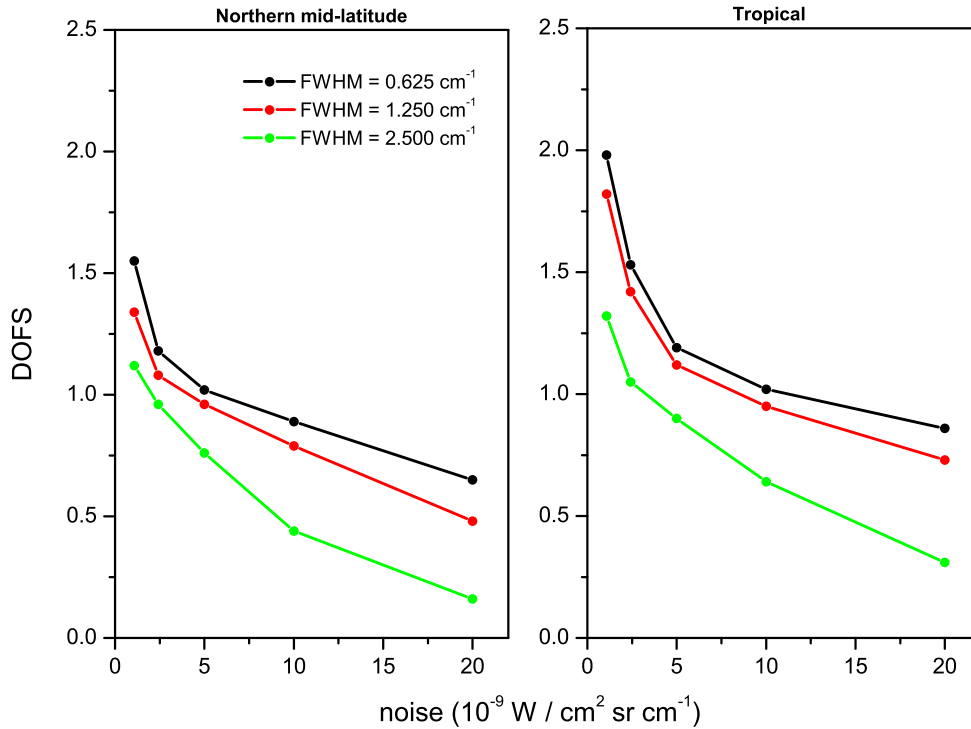 Northern mid-latitude
Tropical
FWHM = 0.625 cm⁻¹
FWHM = 1.250 cm⁻¹
FWHM = 2.500 cm⁻¹
DOFS
2.5
2.0
1.5
1.0
0.5
0.0
2.5
2.0
1.5
1.0
0.5
0.0
0 5 10 15 20
0 5 10 15 20
noise (10⁻⁹ W / cm² sr cm⁻¹)